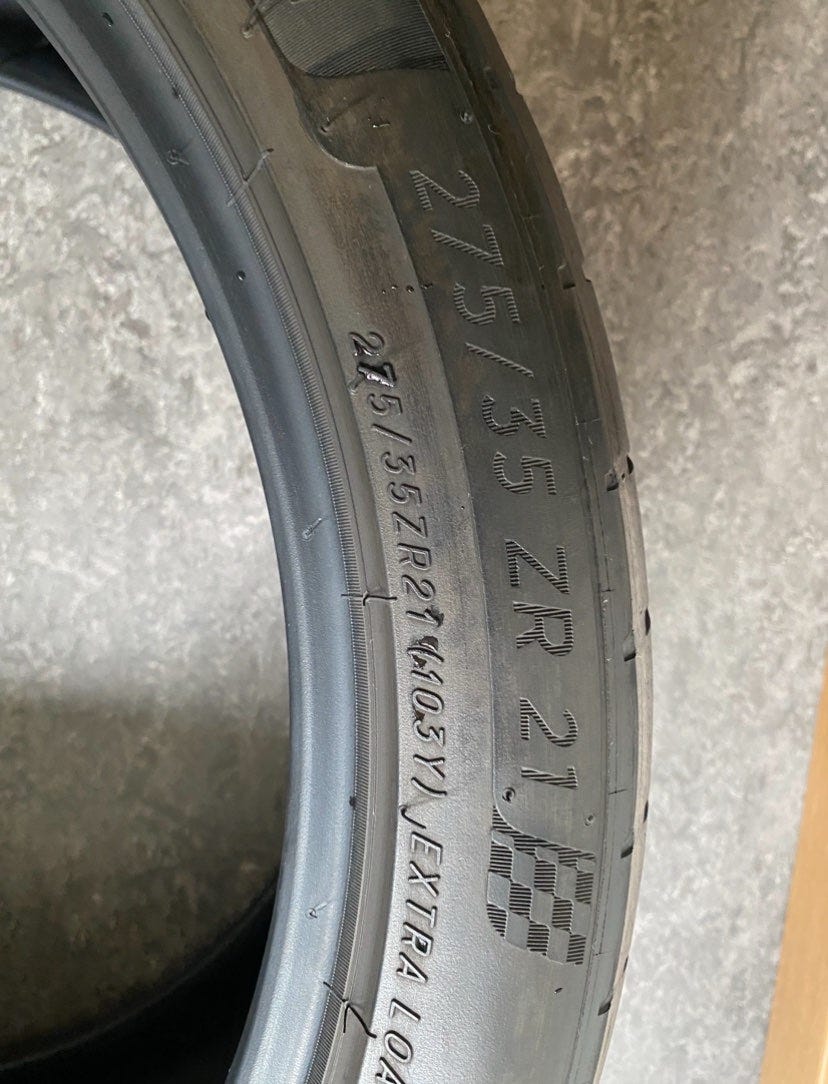 275/35 ZR 21
275/35ZR21 (103Y) EXTRA LOA